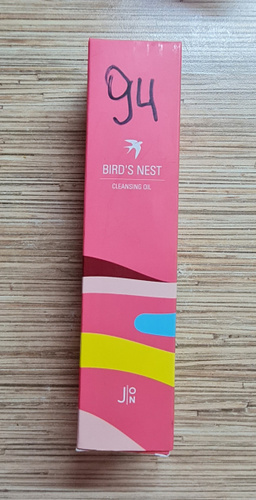 94
BIRD'S NEST
CLEANSING OIL
J|ON